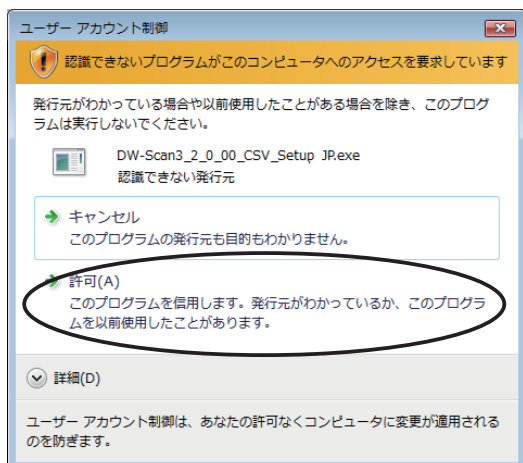 ユーザー アカウント制御
認識できないプログラムがこのコンピュータへのアクセスを要求しています
発行元がわかっている場合や以前使用したことがある場合を除き、このプログ
ラムは実行しないでください。
DW-Scan3_2_0_00_CSV_Setup JP.exe
認識できない発行元
キャンセル
このプログラムの発行元も目的もわかりません。
許可(A)
このプログラムを信用します。発行元がわかっているか、このプログラ
ムを以前使用したことがあります。
詳細(D)
ユーザー アカウント制御は、あなたの許可なくコンピュータに変更が適用される
のを防ぎます。